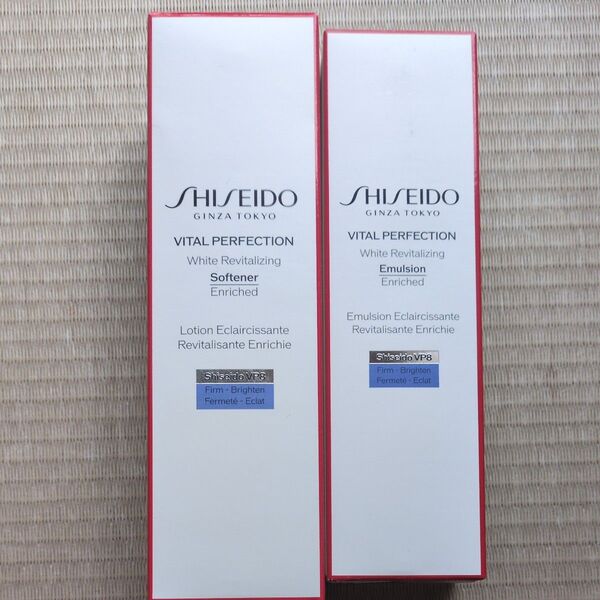 SHISEIDO
GINZA TOKYO
VITAL PERFECTION
White Revitalizing
Softener
Enriched
Lotion Eclaircissante
Revitalisante Enrichie
Shiseido VP8
Firm - Brighten
Fermeté - Eclat
SHISEIDO
GINZA TOKYO
VITAL PERFECTION
White Revitalizing
Emulsion
Enriched
Emulsion Eclaircissante
Revitalisante Enrichie
Shiseido VP8
Firm - Brighten
Fermeté - Eclat